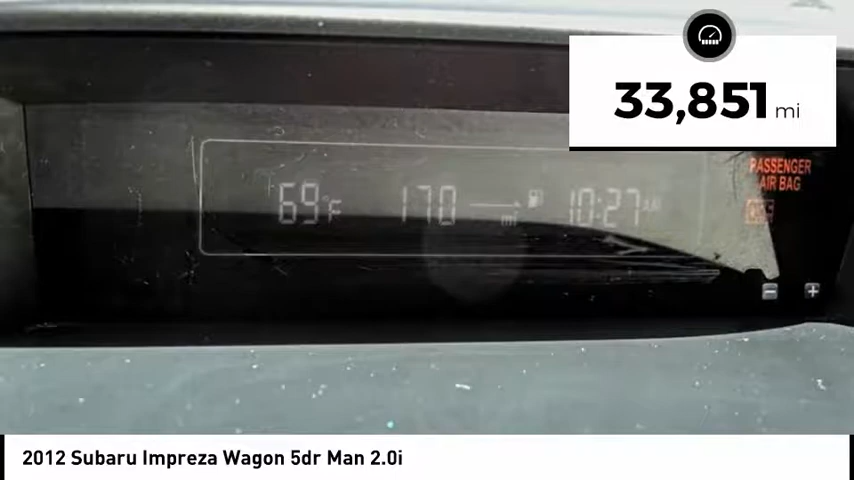 33,851 mi
PASSENGER
AIR BAG
69°F 170 mi 10:27 AM
- +
2012 Subaru Impreza Wagon 5dr Man 2.0i